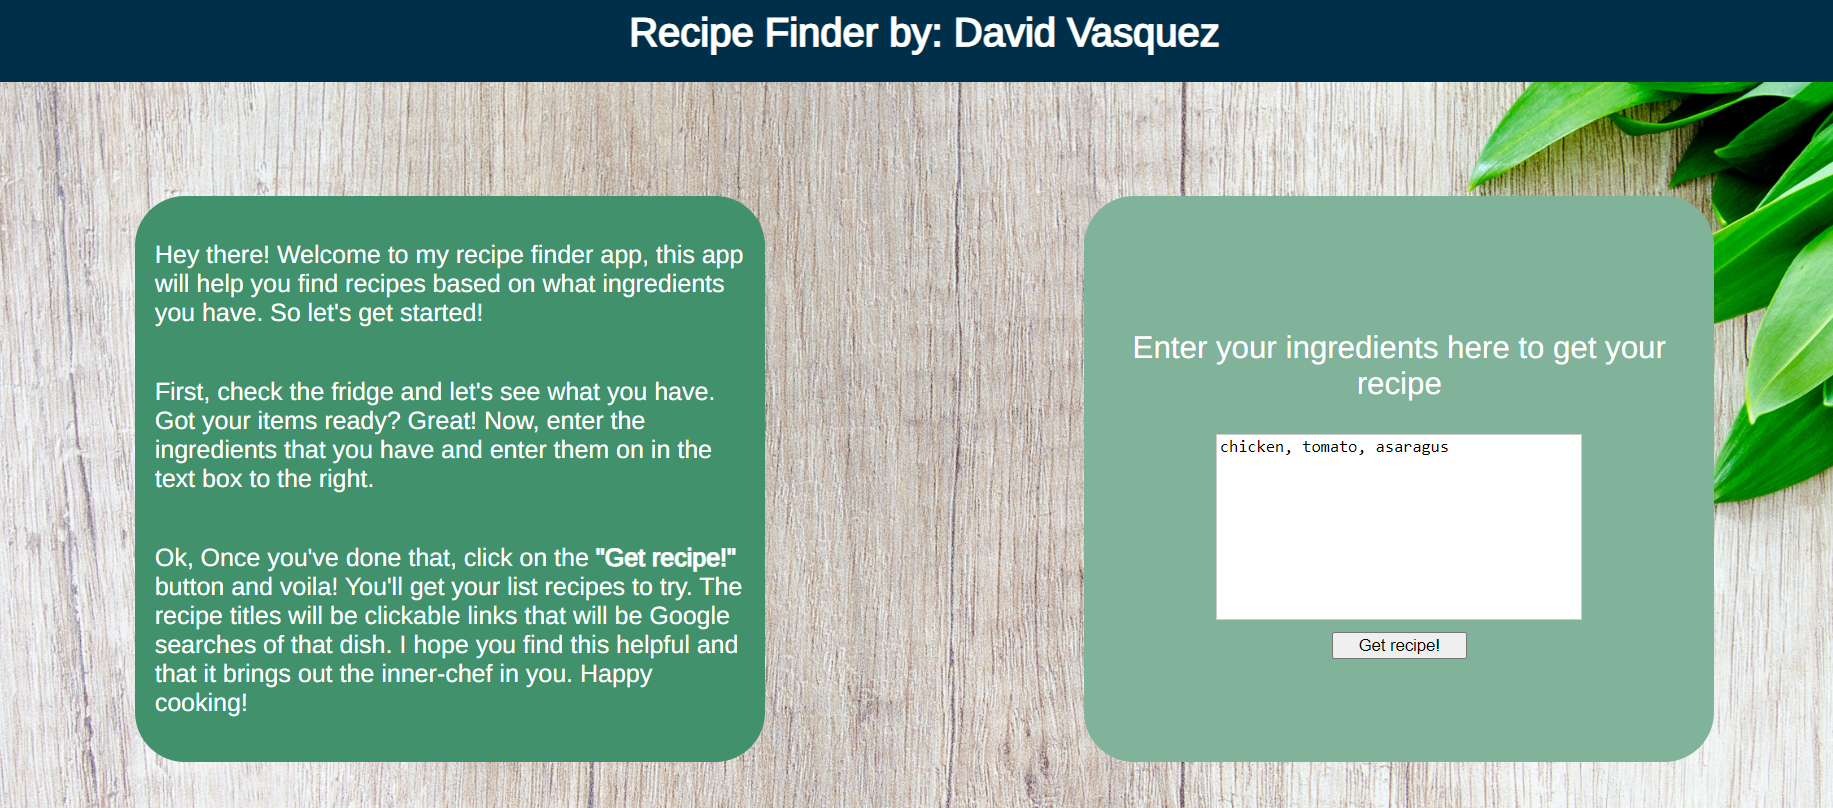 Recipe Finder by: David Vasquez
Hey there! Welcome to my recipe finder app, this app
will help you find recipes based on what ingredients
you have. So let's get started!
First, check the fridge and let's see what you have.
Got your items ready? Great! Now, enter the
ingredients that you have and enter them on in the
text box to the right.
Ok, Once you've done that, click on the "Get recipe!"
button and voila! You'll get your list recipes to try. The
recipe titles will be clickable links that will be Google
searches of that dish. I hope you find this helpful and
that it brings out the inner-chef in you. Happy
cooking!
Enter your ingredients here to get your
recipe
chicken, tomato, asaragus
Get recipe!